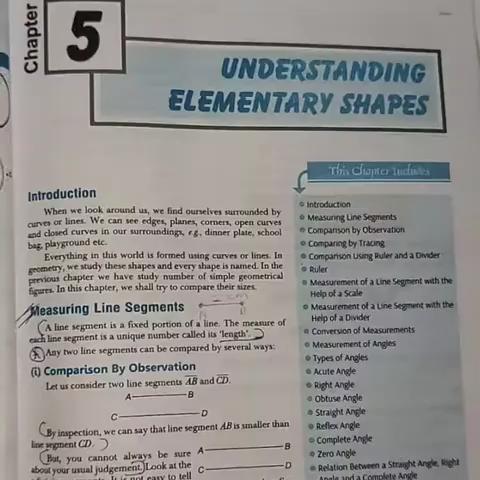 Chapter
5
UNDERSTANDING
ELEMENTARY SHAPES
Introduction
When we look around us, we find ourselves surrounded by
curves or lines. We can see edges, planes, corners, open curves
and closed curves in our surroundings, e.g., dinner plate, school
bag, playground etc.
Everything in this world is formed using curves or lines. In
geometry, we study these shapes and every shape is named. In the
previous chapter we have study number of simple geometrical
figures. In this chapter, we shall try to compare their sizes.
Measuring Line Segments
A line segment is a fixed portion of a line. The measure of
each line segment is a unique number called its 'length'.
Any two line segments can be compared by several ways:
(i) Comparison By Observation
Let us consider two line segments AB and CD.
A B
C D
By inspection, we can say that line segment AB is smaller than
line segment CD.
But, you cannot always be sure
about your usual judgement. Look at the
is not easy to tell
A B
C D
This Chapter Includes
Introduction
Measuring Line Segments
Comparison by Observation
Comparing by Tracing
Comparison Using Ruler and a Divider
Ruler
Measurement of a Line Segment with the
Help of a Scale
Measurement of a Line Segment with the
Help of a Divider
Conversion of Measurements
Measurement of Angles
Types of Angles
Acute Angle
Right Angle
Obtuse Angle
Straight Angle
Reflex Angle
Complete Angle
Zero Angle
Relation Between a Straight Angle, Right
Angle and a Complete Angle